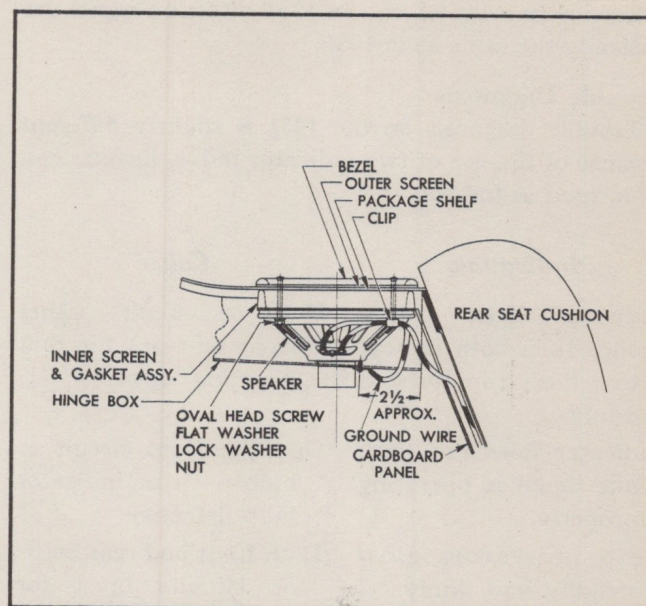 BEZEL
OUTER SCREEN
PACKAGE SHELF
CLIP
REAR SEAT CUSHION
INNER SCREEN
& GASKET ASSY.
HINGE BOX
SPEAKER
2½
APPROX.
OVAL HEAD SCREW
FLAT WASHER
LOCK WASHER
NUT
GROUND WIRE
CARDBOARD
PANEL